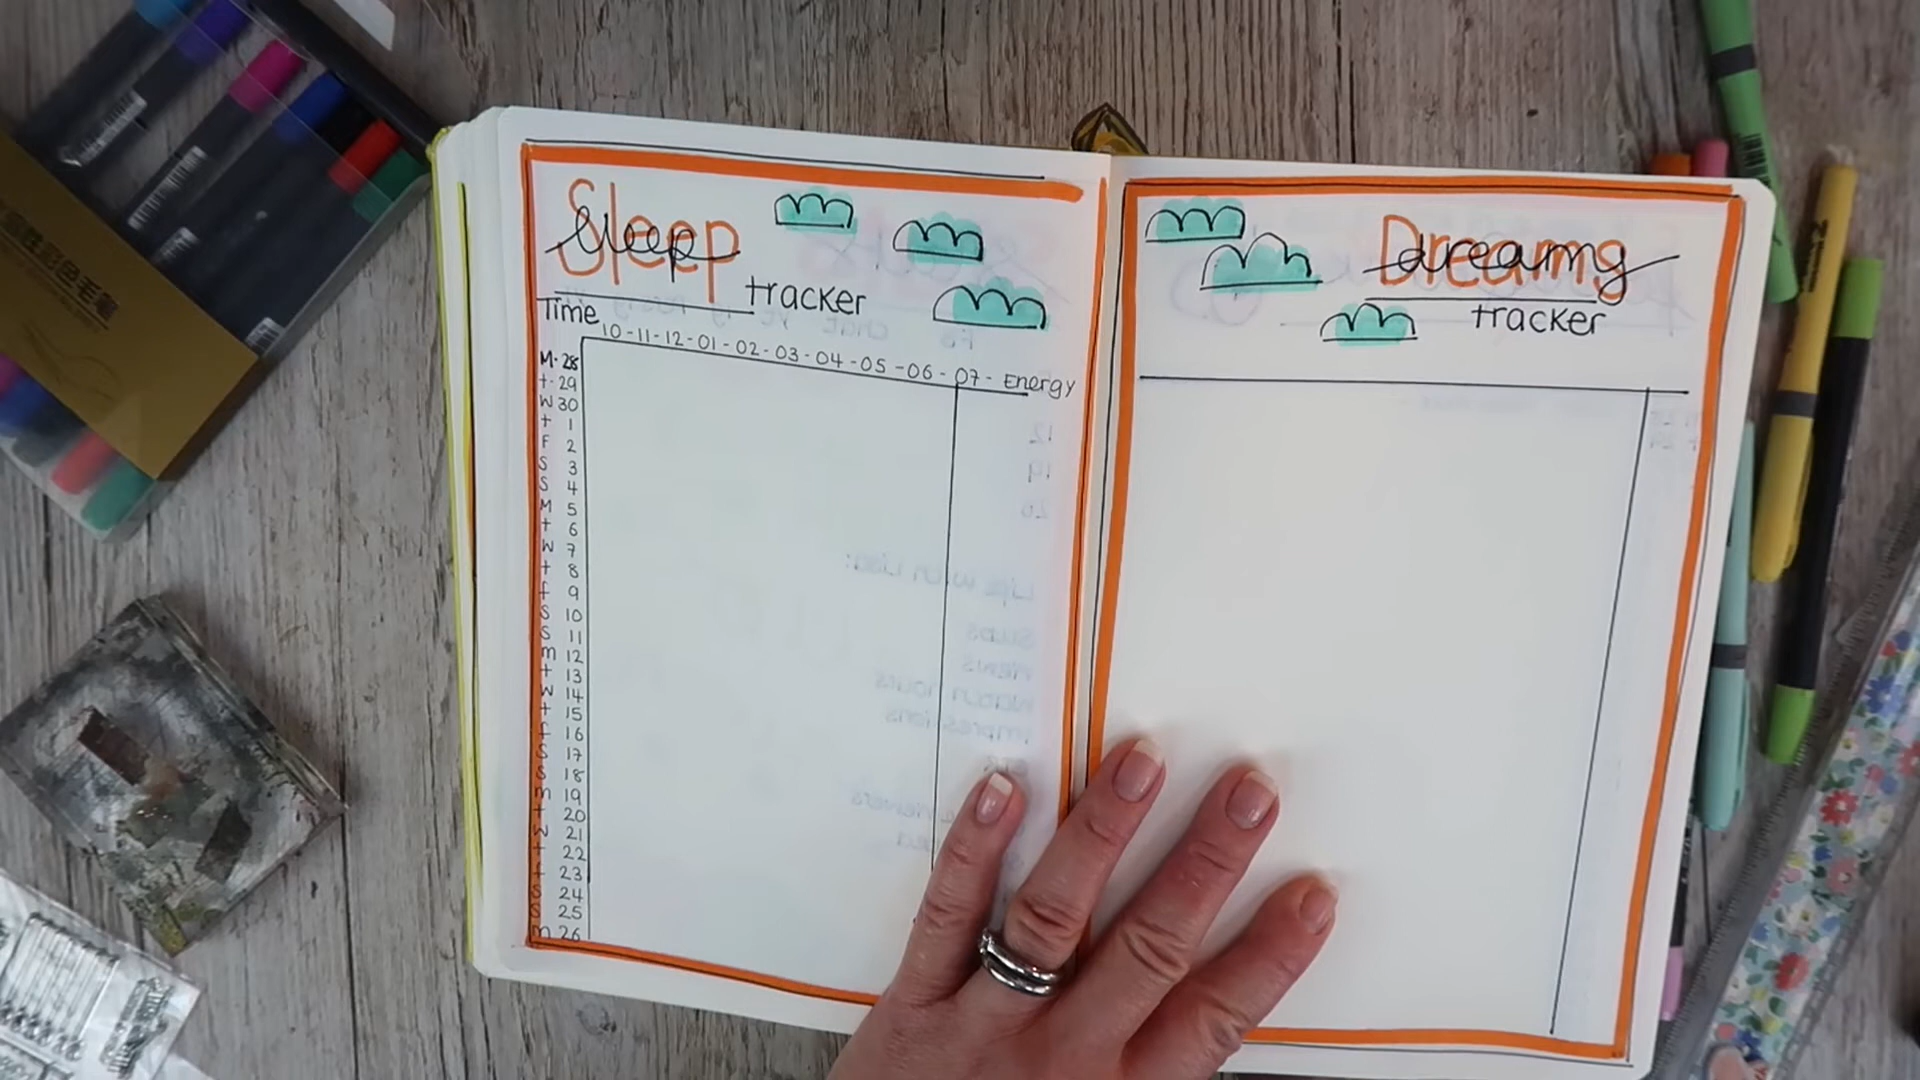 Sleep
sleep
tracker
Time
10-11-12-01-02-03-04-05-06-07- Energy
M. 28
t. 29
W 30
t 1
F 2
S 3
S 4
M 5
t 6
W 7
t 8
f 9
S 10
S 11
m 12
t 13
W 14
t 15
f 16
S 17
S 18
m 19
t 20
W 21
t 22
f 23
S 24
S 25
m 26
Dreams
dreams
tracker